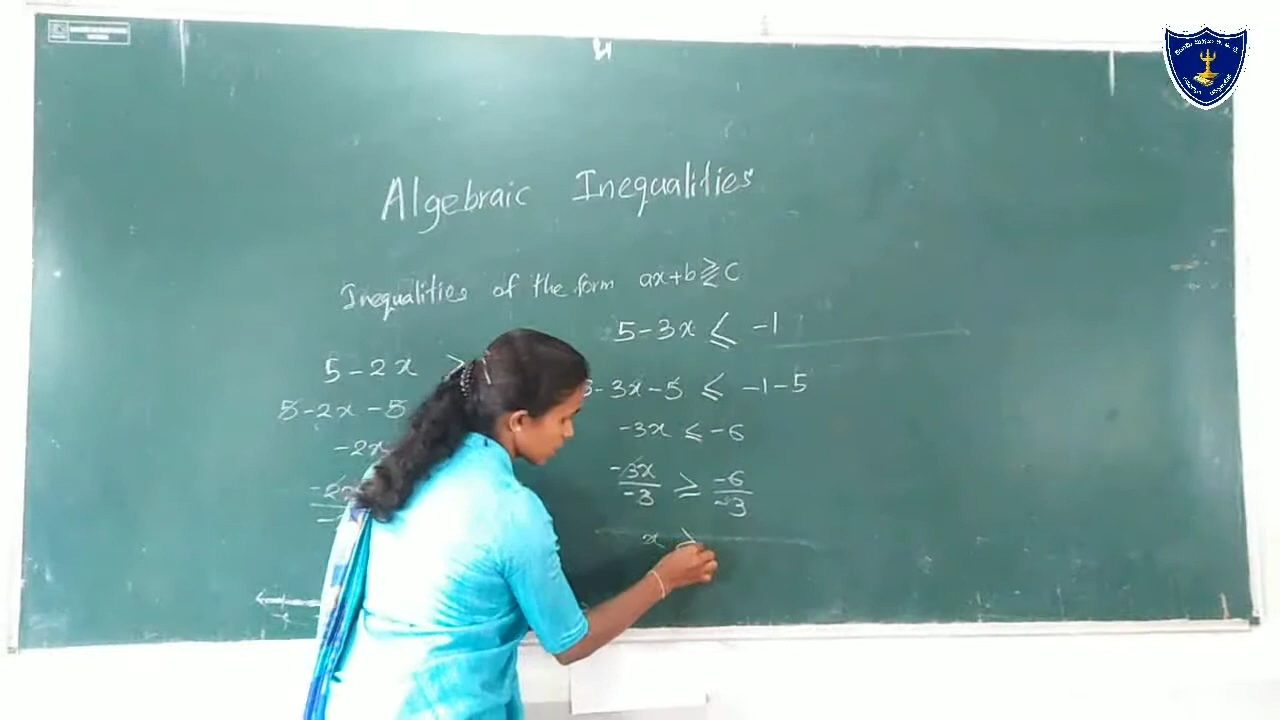 Algebraic Inequalities
Inequalities of the form ax+b ⪌ c
5-2x >
5-2x-5
-2x
5-3x ≤ -1
-3x-5 ≤ -1-5
-3x ≤ -6
-3x/-3 ≥ -6/-3
x ≥